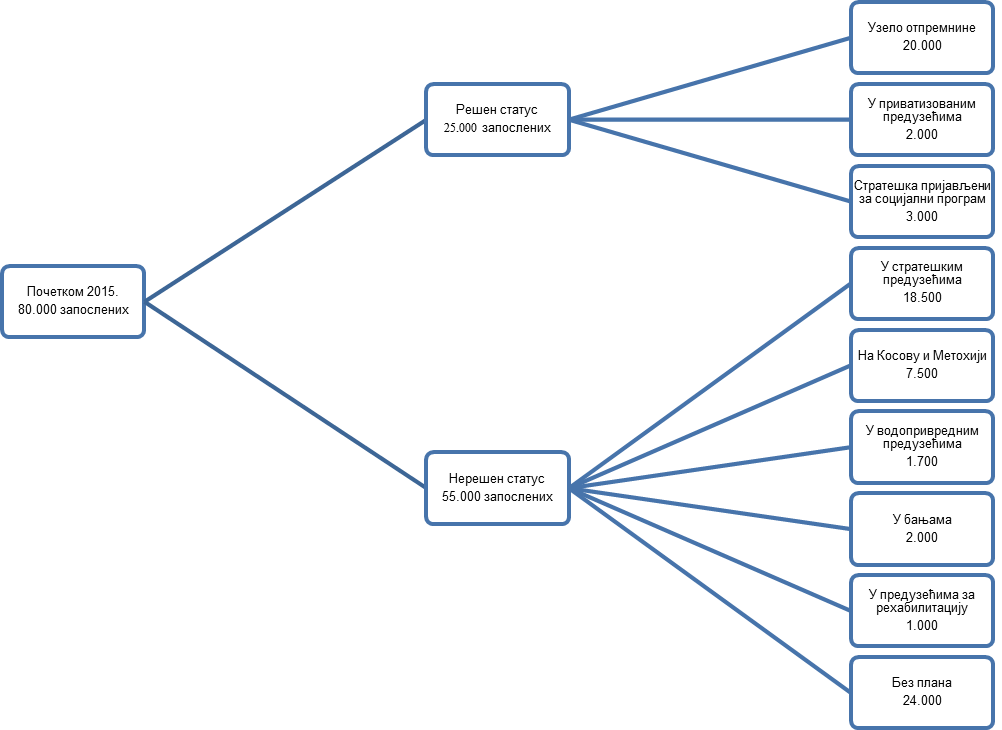 Почетком 2015.
80.000 запослених
Решен статус
25.000 запослених
Узело отпремнине
20.000
У приватизованим
предузећима
2.000
Стратешка пријављени
за социјални програм
3.000
Нерешен статус
55.000 запослених
У стратешким
предузећима
18.500
На Косову и Метохији
7.500
У водопривредним
предузећима
1.700
У бањама
2.000
У предузећима за
рехабилитацију
1.000
Без плана
24.000